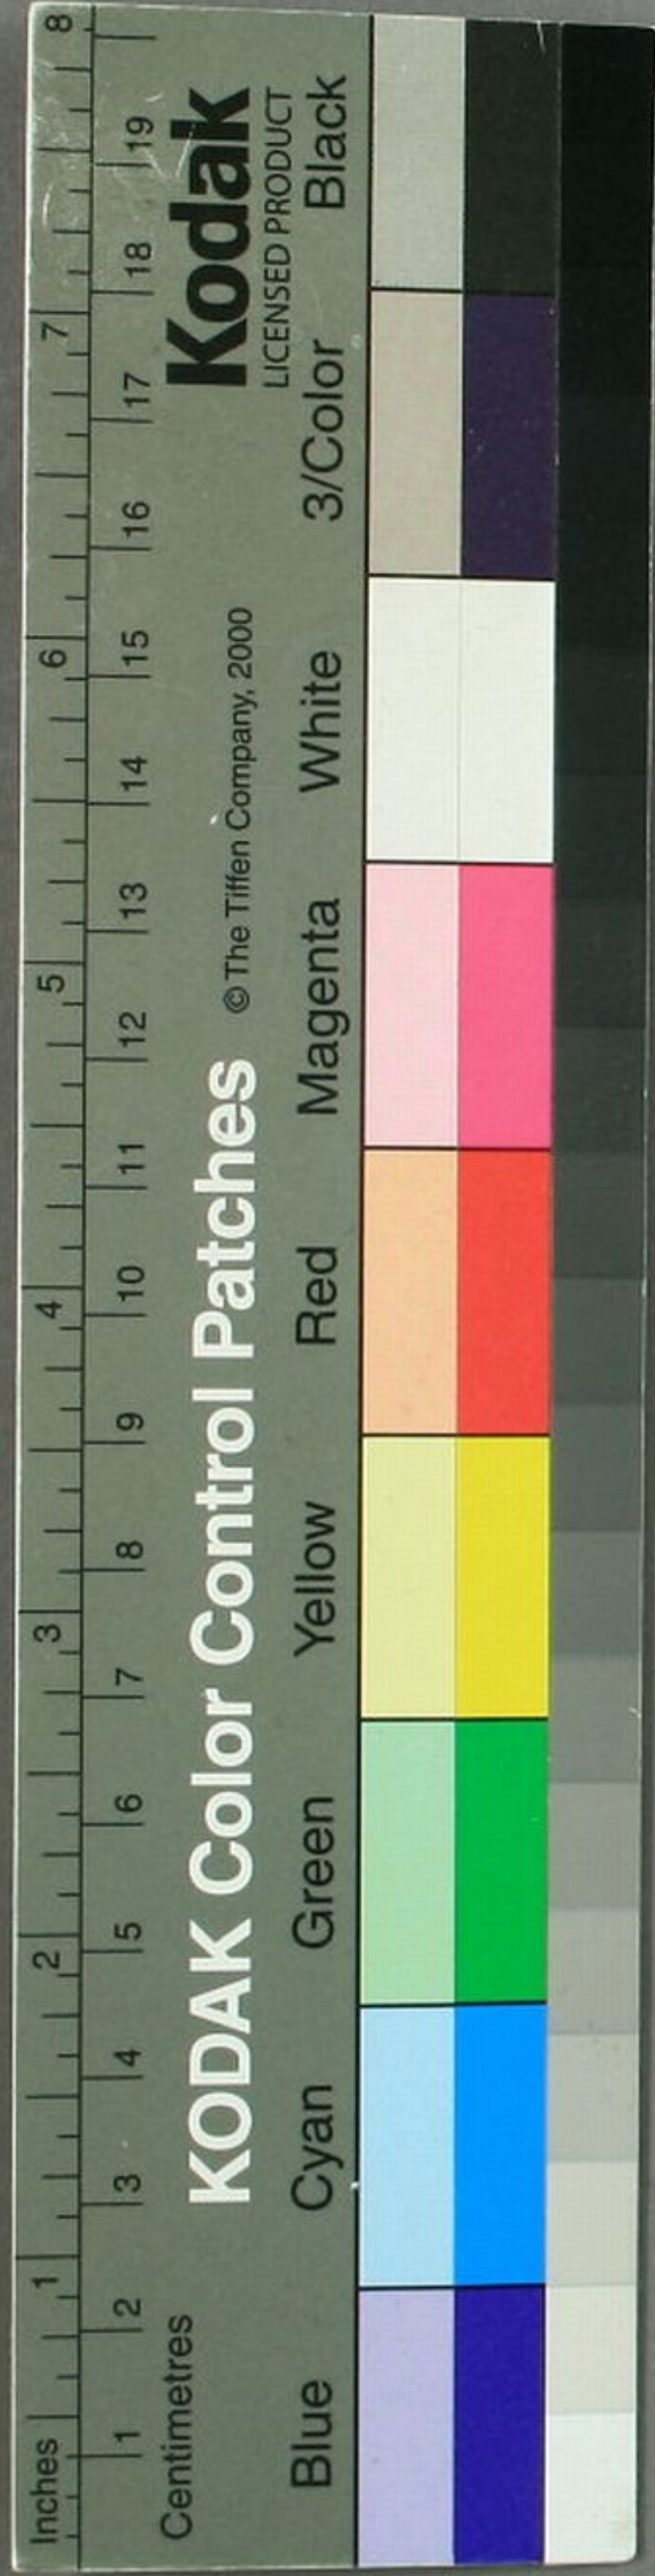 Inches 1 2 3 4 5 6 7 8
1 2 3 4 5 6 7 8 9 10 11 12 13 14 15 16 17 18 19
Centimetres
KODAK Color Control Patches © The Tiffen Company, 2000
Kodak
LICENSED PRODUCT
Blue Cyan Green Yellow Red Magenta White 3/Color Black